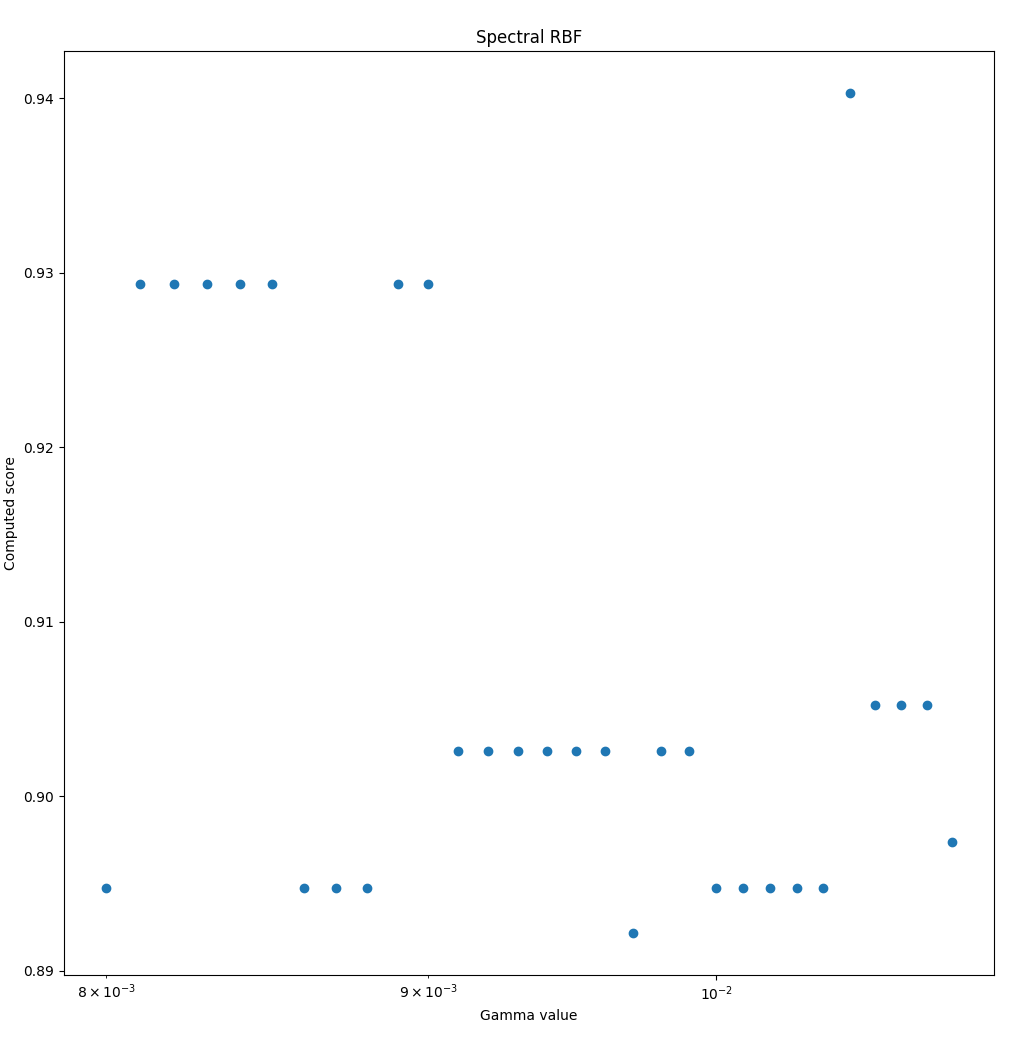 Spectral RBF
0.94
0.93
0.92
0.91
0.90
0.89
Computed score
8 × 10⁻³
9 × 10⁻³
10⁻²
Gamma value